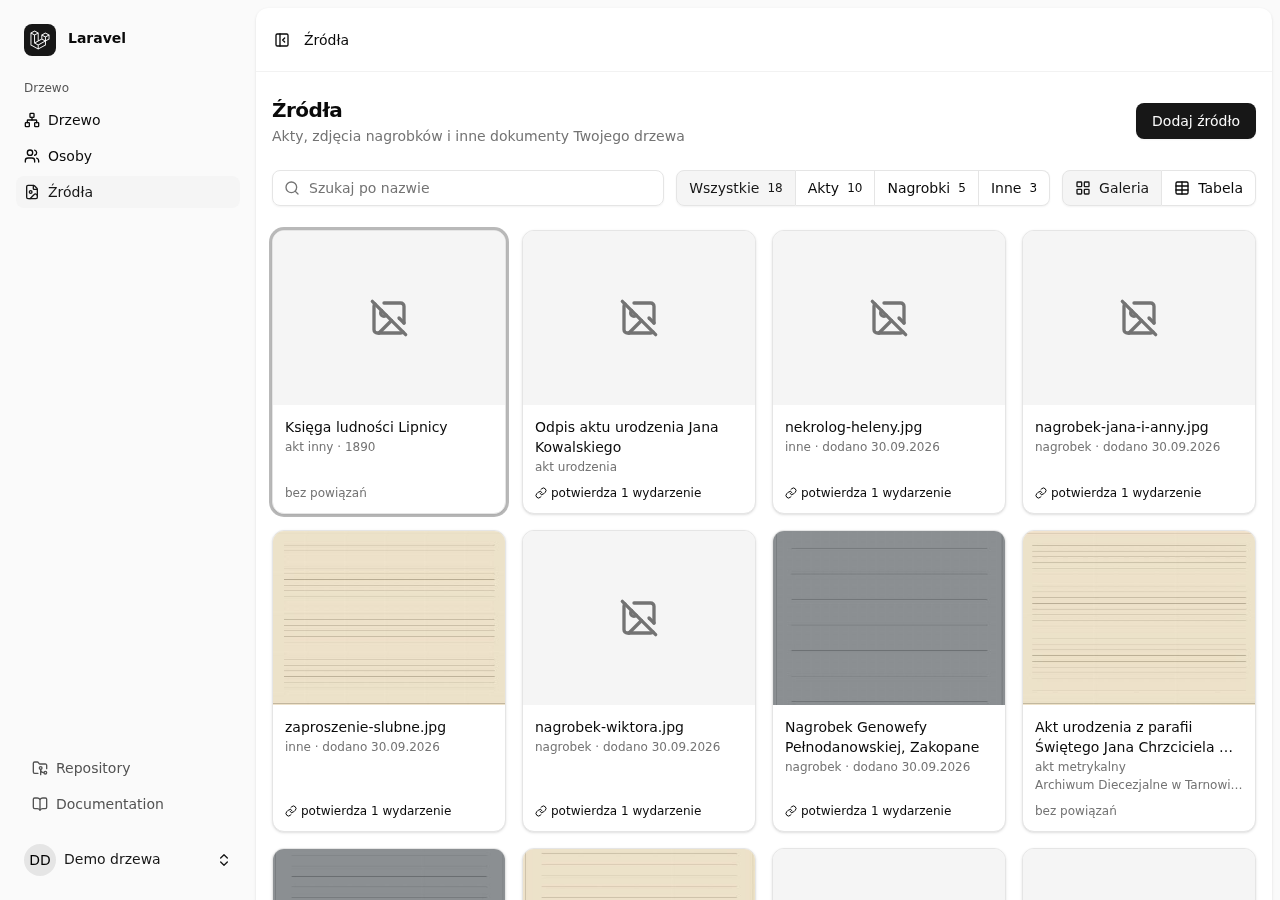 Laravel
Drzewo
Drzewo
Osoby
Źródła
Repository
Documentation
DD
Demo drzewa
Źródła
Źródła
Akty, zdjęcia nagrobków i inne dokumenty Twojego drzewa
Dodaj źródło
Szukaj po nazwie
Wszystkie 18
Akty 10
Nagrobki 5
Inne 3
Galeria
Tabela
Księga ludności Lipnicy
akt inny · 1890
bez powiązań
Odpis aktu urodzenia Jana
Kowalskiego
akt urodzenia
potwierdza 1 wydarzenie
nekrolog-heleny.jpg
inne · dodano 30.09.2026
potwierdza 1 wydarzenie
nagrobek-jana-i-anny.jpg
nagrobek · dodano 30.09.2026
potwierdza 1 wydarzenie
zaproszenie-slubne.jpg
inne · dodano 30.09.2026
potwierdza 1 wydarzenie
nagrobek-wiktora.jpg
nagrobek · dodano 30.09.2026
potwierdza 1 wydarzenie
Nagrobek Genowefy
Pełnodanowskiej, Zakopane
nagrobek · dodano 30.09.2026
potwierdza 1 wydarzenie
Akt urodzenia z parafii
Świętego Jana Chrzciciela ...
akt metrykalny
Archiwum Diecezjalne w Tarnowi...
bez powiązań